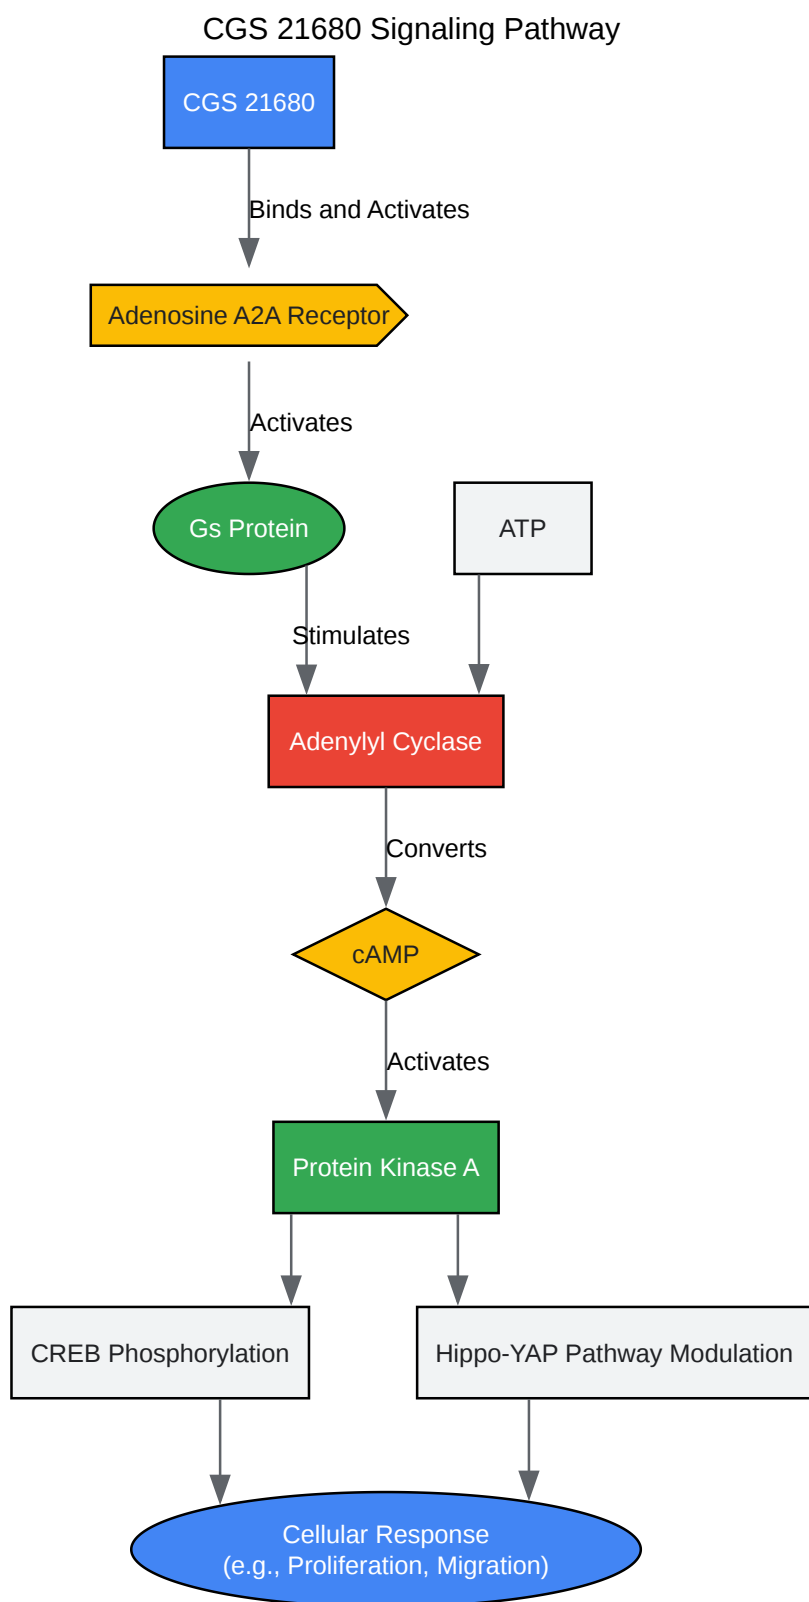 CGS 21680 Signaling Pathway
CGS 21680
Binds and Activates
Adenosine A2A Receptor
Activates
Gs Protein
ATP
Stimulates
Adenylyl Cyclase
Converts
cAMP
Activates
Protein Kinase A
CREB Phosphorylation
Hippo-YAP Pathway Modulation
Cellular Response
(e.g., Proliferation, Migration)